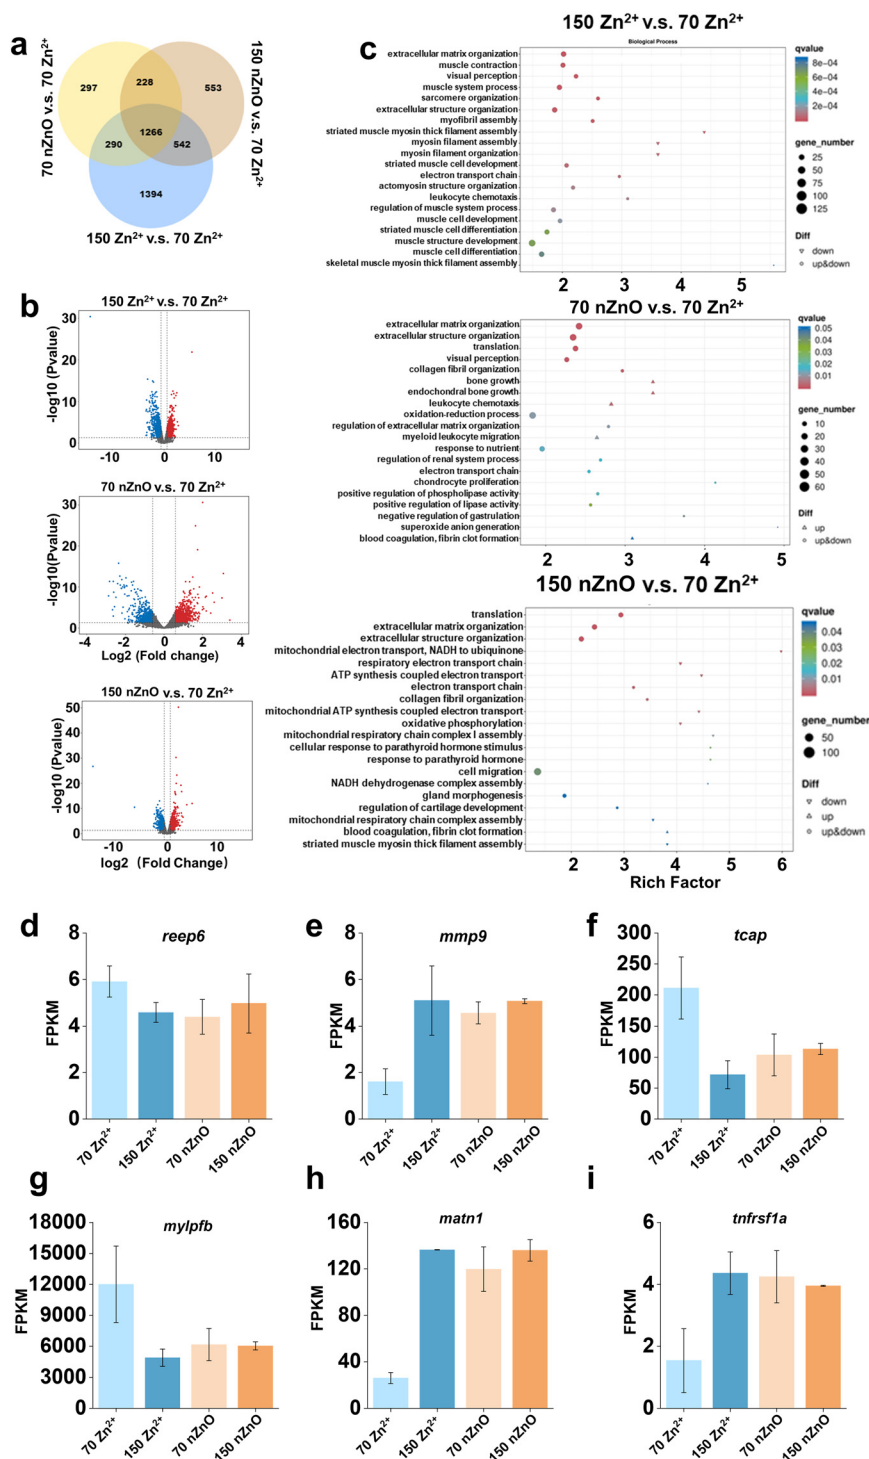 a
70 nZnO v.s. 70 Zn²⁺
150 nZnO v.s. 70 Zn²⁺
297
228
553
1266
290
542
1394
150 Zn²⁺ v.s. 70 Zn²⁺
b
150 Zn²⁺ v.s. 70 Zn²⁺
-log10 (Pvalue)
30
20
10
0
-10
0
10
70 nZnO v.s. 70 Zn²⁺
-log10(Pvalue)
30
20
10
0
-4
-2
0
2
4
Log2 (Fold change)
150 nZnO v.s. 70 Zn²⁺
-log10 (Pvalue)
50
40
30
20
10
0
-10
0
10
log2 (Fold Change)
c
150 Zn²⁺ v.s. 70 Zn²⁺
Biological Process
extracellular matrix organization
muscle contraction
visual perception
muscle system process
sarcomere organization
extracellular structure organization
myofibril assembly
striated muscle myosin thick filament assembly
myosin filament assembly
myosin filament organization
striated muscle cell development
electron transport chain
actomyosin structure organization
leukocyte chemotaxis
regulation of muscle system process
muscle cell development
striated muscle cell differentiation
muscle structure development
muscle cell differentiation
skeletal muscle myosin thick filament assembly
2
3
4
5
qvalue
8e-04
6e-04
4e-04
2e-04
gene_number
25
50
75
100
125
Diff
down
up&down
70 nZnO v.s. 70 Zn²⁺
extracellular matrix organization
extracellular structure organization
translation
visual perception
collagen fibril organization
bone growth
endochondral bone growth
leukocyte chemotaxis
oxidation-reduction process
regulation of extracellular matrix organization
myeloid leukocyte migration
response to nutrient
regulation of renal system process
electron transport chain
chondrocyte proliferation
positive regulation of phospholipase activity
positive regulation of lipase activity
negative regulation of gastrulation
superoxide anion generation
blood coagulation, fibrin clot formation
2
3
4
5
qvalue
0.05
0.04
0.03
0.02
0.01
gene_number
10
20
30
40
50
60
Diff
up
up&down
150 nZnO v.s. 70 Zn²⁺
translation
extracellular matrix organization
extracellular structure organization
mitochondrial electron transport, NADH to ubiquinone
respiratory electron transport chain
ATP synthesis coupled electron transport
electron transport chain
collagen fibril organization
mitochondrial ATP synthesis coupled electron transport
oxidative phosphorylation
mitochondrial respiratory chain complex I assembly
cellular response to parathyroid hormone stimulus
response to parathyroid hormone
cell migration
NADH dehydrogenase complex assembly
gland morphogenesis
regulation of cartilage development
mitochondrial respiratory chain complex assembly
blood coagulation, fibrin clot formation
striated muscle myosin thick filament assembly
2
3
4
5
6
Rich Factor
qvalue
0.04
0.03
0.02
0.01
gene_number
50
100
Diff
down
up
up&down
d
reep6
FPKM
8
6
4
2
0
70 Zn²⁺
150 Zn²⁺
70 nZnO
150 nZnO
e
mmp9
FPKM
8
6
4
2
0
70 Zn²⁺
150 Zn²⁺
70 nZnO
150 nZnO
f
tcap
FPKM
300
250
200
150
100
50
0
70 Zn²⁺
150 Zn²⁺
70 nZnO
150 nZnO
g
mylpfb
FPKM
18000
15000
12000
9000
6000
3000
0
70 Zn²⁺
150 Zn²⁺
70 nZnO
150 nZnO
h
matn1
FPKM
160
120
80
40
0
70 Zn²⁺
150 Zn²⁺
70 nZnO
150 nZnO
i
tnfrsf1a
FPKM
6
4
2
0
70 Zn²⁺
150 Zn²⁺
70 nZnO
150 nZnO